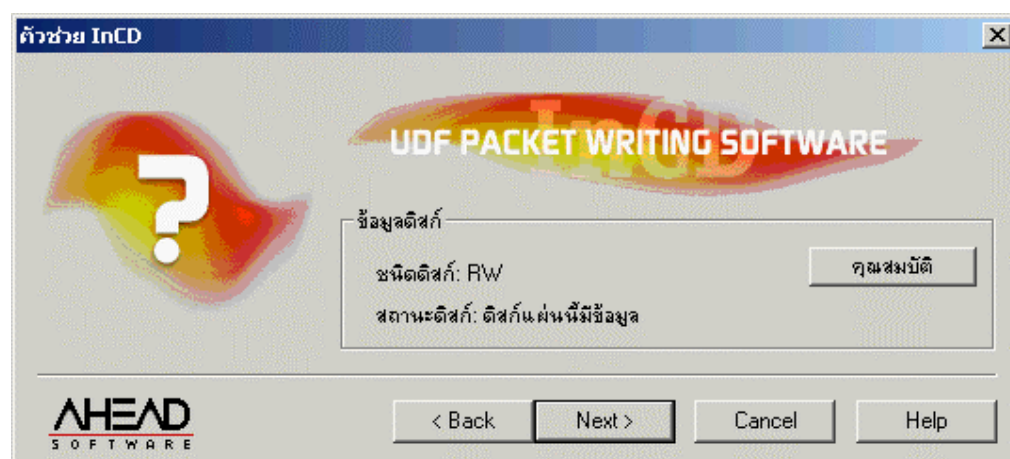 ตัวช่วย InCD
InCD
UDF PACKET WRITING SOFTWARE
ข้อมูลดิสก์
ชนิดดิสก์: RW
คุณสมบัติ
สถานะดิสก์: ดิสก์แผ่นนี้มีข้อมูล
AHEAD
SOFTWARE
< Back
Next >
Cancel
Help